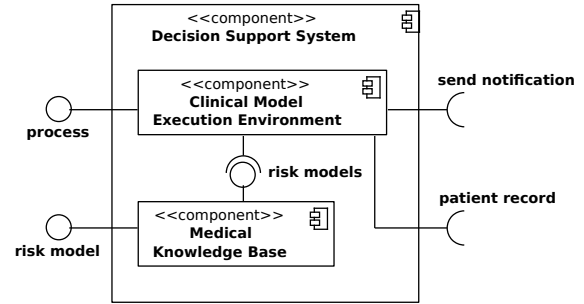 <<component>>
Decision Support System
<<component>>
Clinical Model
Execution Environment
send notification
process
risk models
patient record
<<component>>
Medical
Knowledge Base
risk model